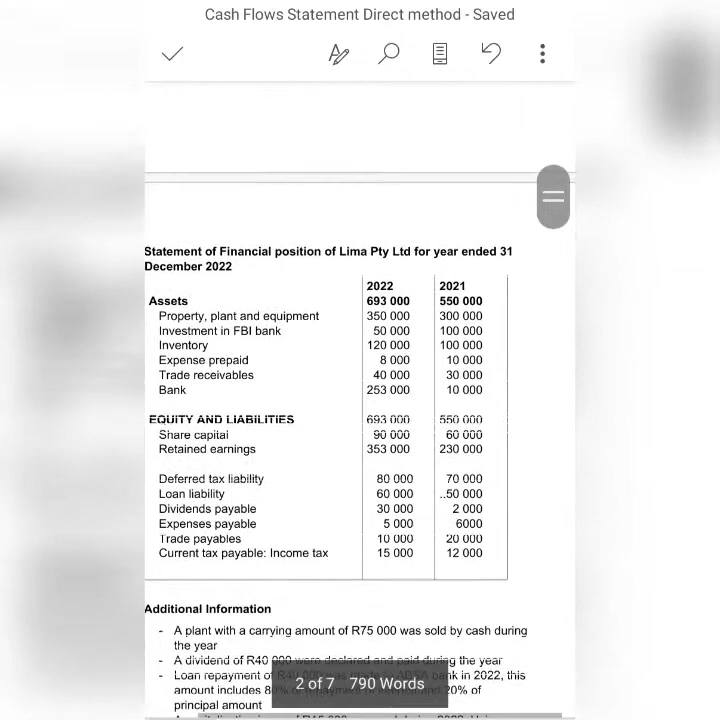 Cash Flows Statement Direct method - Saved
Statement of Financial position of Lima Pty Ltd for year ended 31
December 2022
2022 2021
Assets 693 000 550 000
Property, plant and equipment 350 000 300 000
Investment in FBI bank 50 000 100 000
Inventory 120 000 100 000
Expense prepaid 8 000 10 000
Trade receivables 40 000 30 000
Bank 253 000 10 000
EQUITY AND LIABILITIES 693 000 550 000
Share capital 90 000 60 000
Retained earnings 353 000 230 000
Deferred tax liability 80 000 70 000
Loan liability 60 000 ..50 000
Dividends payable 30 000 2 000
Expenses payable 5 000 6000
Trade payables 10 000 20 000
Current tax payable: Income tax 15 000 12 000
Additional Information
- A plant with a carrying amount of R75 000 was sold by cash during
the year
- A dividend of R40 000 were declared and paid during the year
- Loan repayment of bank in 2022, this
amount includes 20% of
principal amount
2 of 7 790 Words